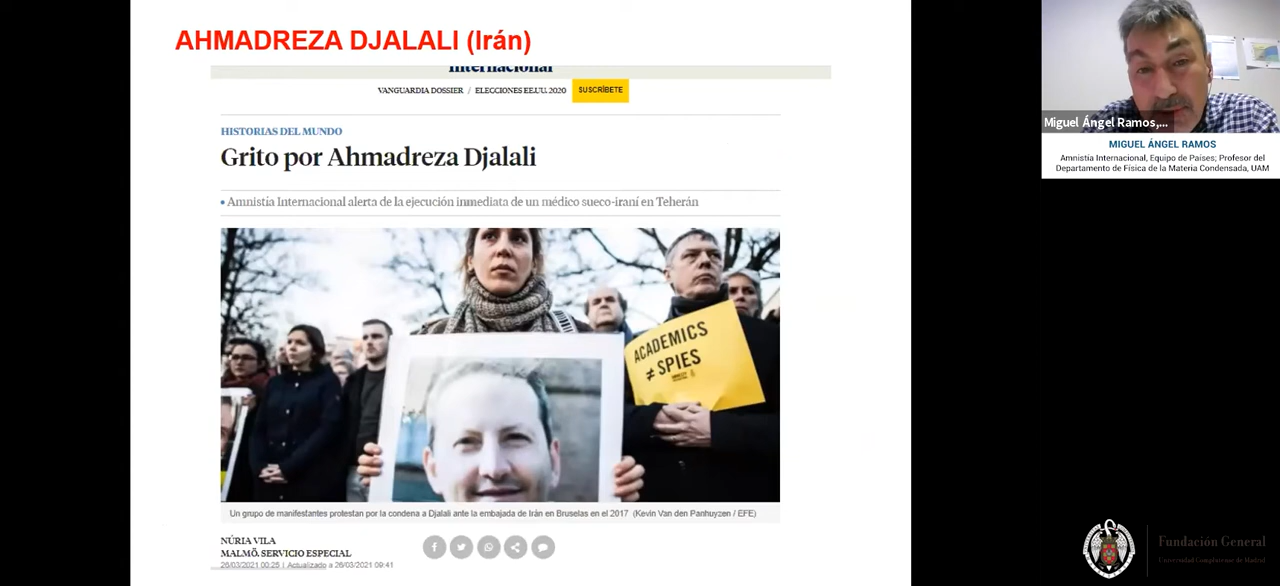 AHMADREZA DJALALI (Irán)
Internacional
VANGUARDIA DOSSIER / ELECCIONES EE.UU. 2020 SUSCRÍBETE
HISTORIAS DEL MUNDO
Grito por Ahmadreza Djalali
• Amnistía Internacional alerta de la ejecución inmediata de un médico sueco-iraní en Teherán
ACADEMICS
≠ SPIES
Un grupo de manifestantes protestan por la condena a Djalali ante la embajada de Irán en Bruselas en el 2017 (Kevin Van den Panhuyzen / EFE)
NÚRIA VILA
MALMÖ. SERVICIO ESPECIAL
26/03/2021 00:25 | Actualizado a 26/03/2021 09:41
Miguel Ángel Ramos,...
MIGUEL ÁNGEL RAMOS
Amnistía Internacional, Equipo de Países; Profesor del
Departamento de Física de la Materia Condensada, UAM
Fundación General
Universidad Complutense de Madrid